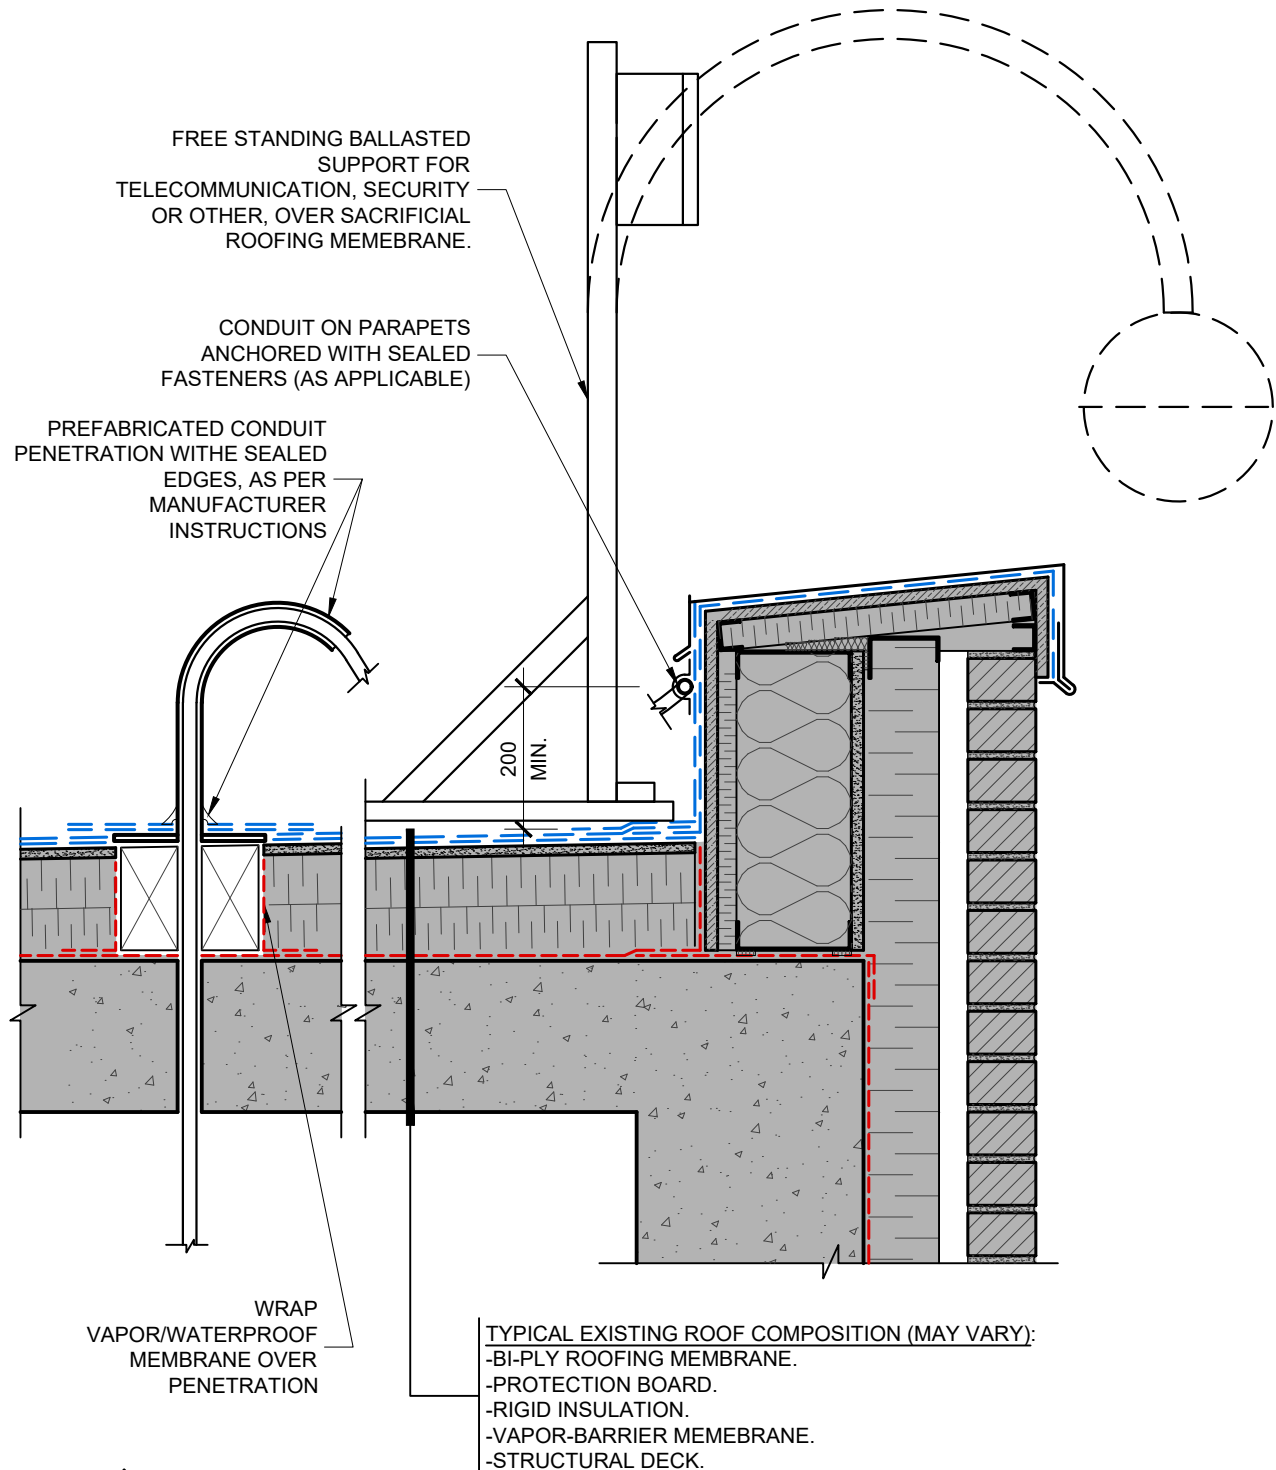 FREE STANDING BALLASTED
SUPPORT FOR
TELECOMMUNICATION, SECURITY
OR OTHER, OVER SACRIFICIAL
ROOFING MEMEBRANE.
CONDUIT ON PARAPETS
ANCHORED WITH SEALED
FASTENERS (AS APPLICABLE)
PREFABRICATED CONDUIT
PENETRATION WITHE SEALED
EDGES, AS PER
MANUFACTURER
INSTRUCTIONS
200
MIN.
WRAP
VAPOR/WATERPROOF
MEMBRANE OVER
PENETRATION
TYPICAL EXISTING ROOF COMPOSITION (MAY VARY):
-BI-PLY ROOFING MEMBRANE.
-PROTECTION BOARD.
-RIGID INSULATION.
-VAPOR-BARRIER MEMEBRANE.
-STRUCTURAL DECK.